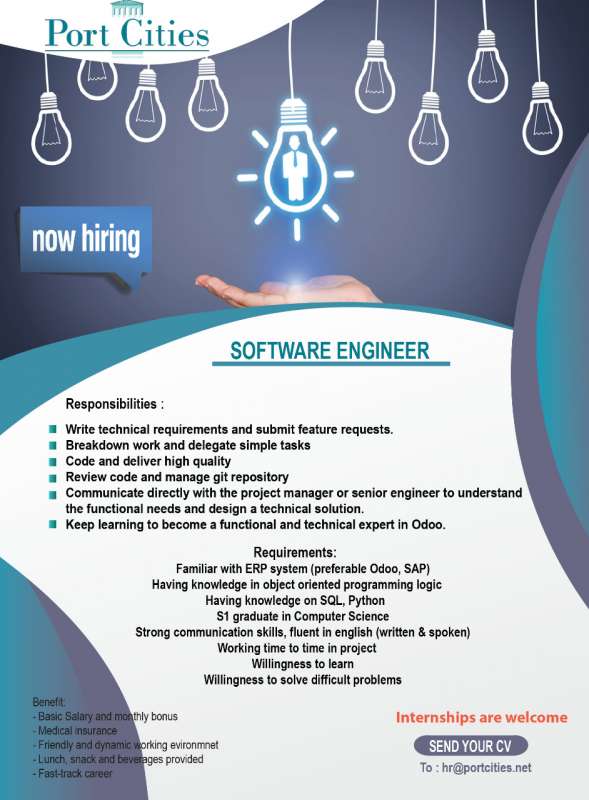 Port Cities
now hiring
SOFTWARE ENGINEER
Responsibilities :
Write technical requirements and submit feature requests.
Breakdown work and delegate simple tasks
Code and deliver high quality
Review code and manage git repository
Communicate directly with the project manager or senior engineer to understand
the functional needs and design a technical solution.
Keep learning to become a functional and technical expert in Odoo.
Requirements:
Familiar with ERP system (preferable Odoo, SAP)
Having knowledge in object oriented programming logic
Having knowledge on SQL, Python
S1 graduate in Computer Science
Strong communication skills, fluent in english (written & spoken)
Working time to time in project
Willingness to learn
Willingness to solve difficult problems
Benefit:
- Basic Salary and monthly bonus
- Medical insurance
- Friendly and dynamic working evironmnet
- Lunch, snack and beverages provided
- Fast-track career
Internships are welcome
SEND YOUR CV
To : hr@portcities.net